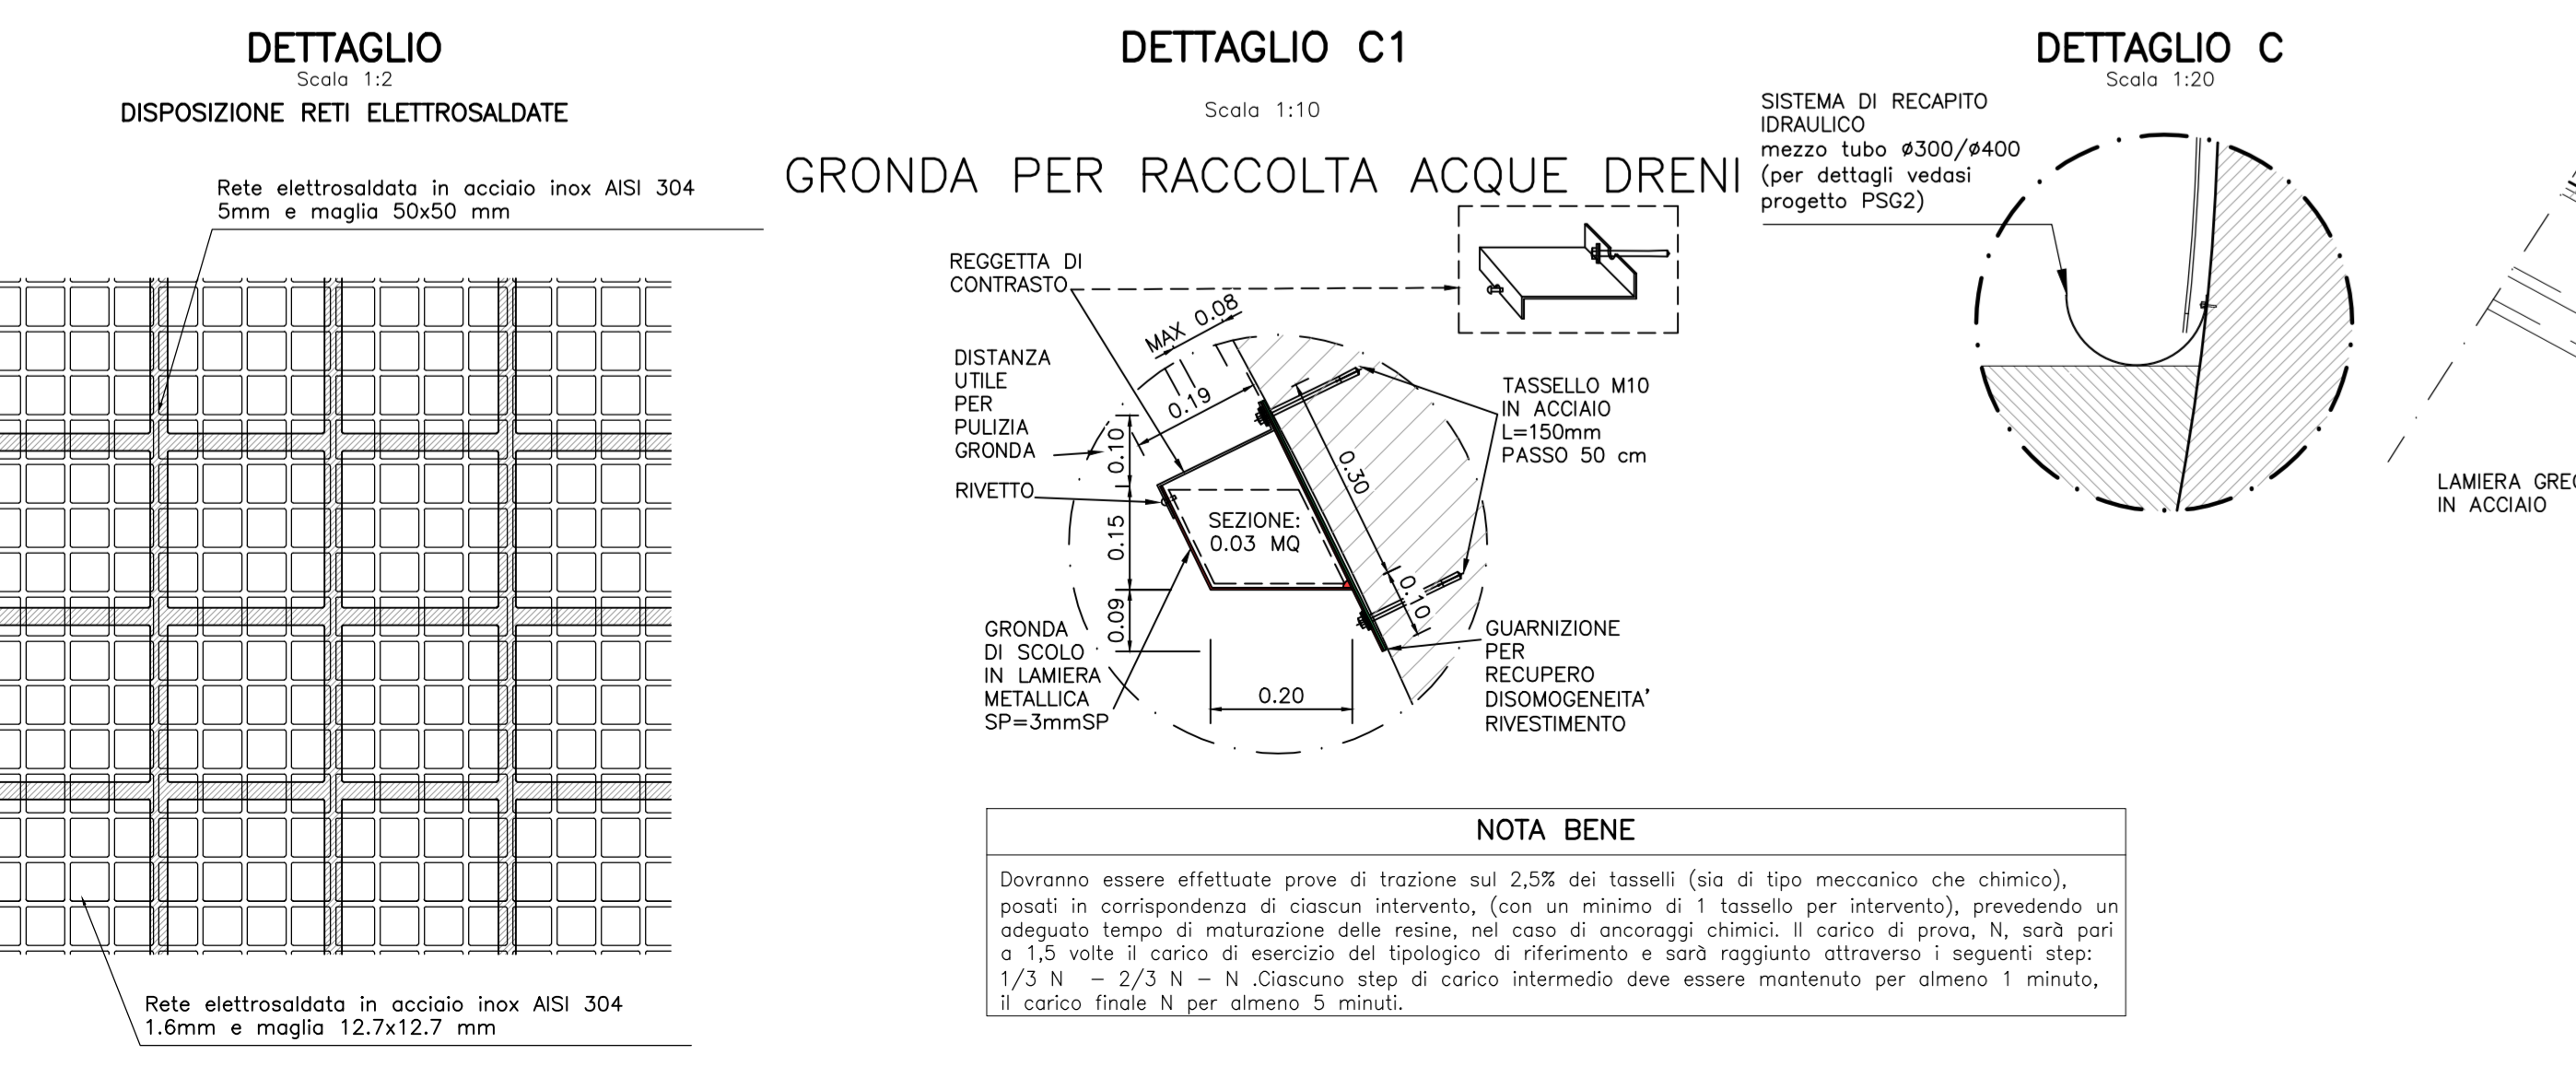 DETTAGLIO
Scala 1:2
DISPOSIZIONE RETI ELETTROSALDATE
Rete elettrosaldata in acciaio inox AISI 304
5mm e maglia 50x50 mm
Rete elettrosaldata in acciaio inox AISI 304
1.6mm e maglia 12.7x12.7 mm
DETTAGLIO C1
Scala 1:10
GRONDA PER RACCOLTA ACQUE DRENI
REGGETTA DI
CONTRASTO
MAX 0.08
DISTANZA
UTILE
PER
PULIZIA
GRONDA
0.19
0.10
RIVETTO
0.15
SEZIONE:
0.03 MQ
0.30
0.10
TASSELLO M10
IN ACCIAIO
L=150mm
PASSO 50 cm
0.09
GRONDA
DI SCOLO
IN LAMIERA
METALLICA
SP=3mmSP
0.20
GUARNIZIONE
PER
RECUPERO
DISOMOGENEITA'
RIVESTIMENTO
DETTAGLIO C
Scala 1:20
SISTEMA DI RECAPITO
IDRAULICO
mezzo tubo ø300/ø400
(per dettagli vedasi
progetto PSG2)
LAMIERA GREC
IN ACCIAIO
NOTA BENE
Dovranno essere effettuate prove di trazione sul 2,5% dei tasselli (sia di tipo meccanico che chimico),
posati in corrispondenza di ciascun intervento, (con un minimo di 1 tassello per intervento), prevedendo un
adeguato tempo di maturazione delle resine, nel caso di ancoraggi chimici. Il carico di prova, N, sarà pari
a 1,5 volte il carico di esercizio del tipologico di riferimento e sarà raggiunto attraverso i seguenti step:
1/3 N – 2/3 N – N .Ciascuno step di carico intermedio deve essere mantenuto per almeno 1 minuto,
il carico finale N per almeno 5 minuti.